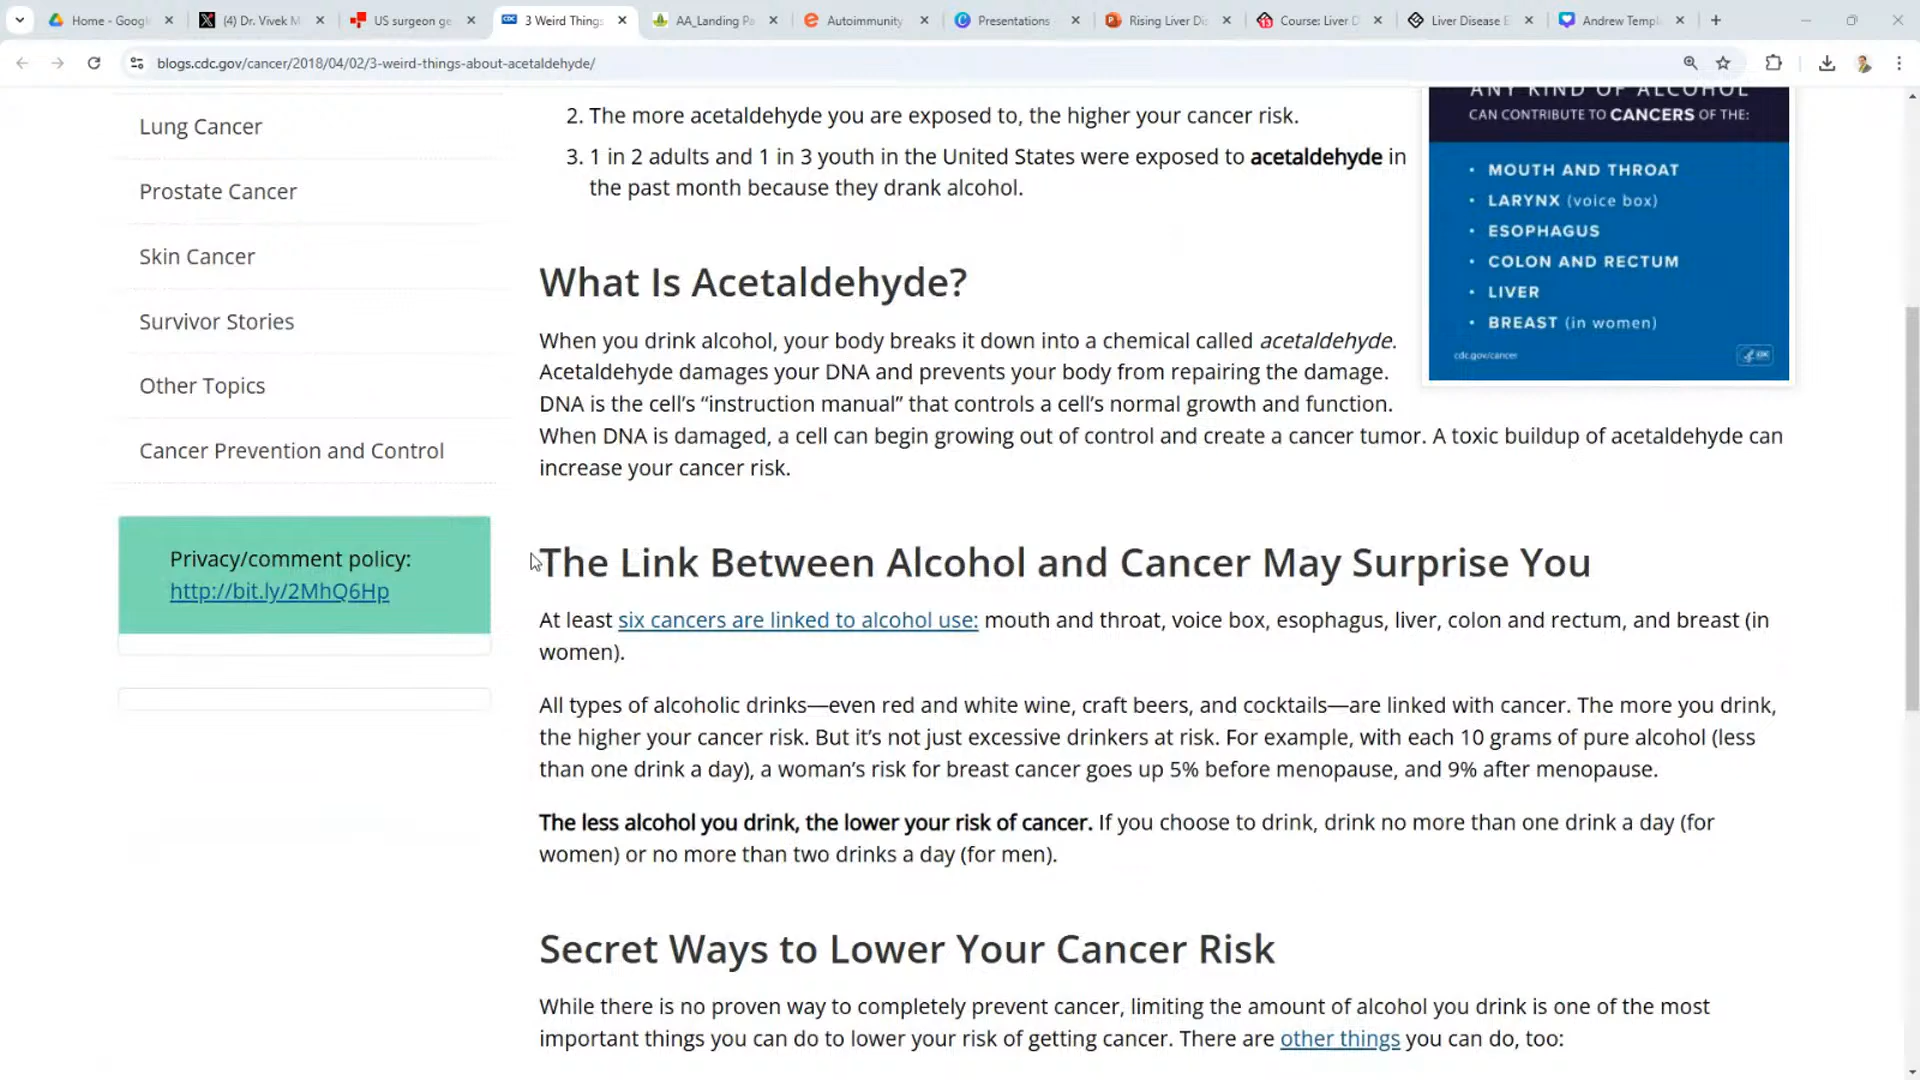 Home - Googl
(4) Dr. Vivek M
US surgeon ge
3 Weird Things
AA_Landing Pa
Autoimmunity
Presentations
Rising Liver Di
Course: Liver D
Liver Disease E
Andrew Templ
blogs.cdc.gov/cancer/2018/04/02/3-weird-things-about-acetaldehyde/
Lung Cancer
Prostate Cancer
Skin Cancer
Survivor Stories
Other Topics
Cancer Prevention and Control
Privacy/comment policy:
http://bit.ly/2MhQ6Hp
2. The more acetaldehyde you are exposed to, the higher your cancer risk.
3. 1 in 2 adults and 1 in 3 youth in the United States were exposed to acetaldehyde in
the past month because they drank alcohol.
ANY KIND OF ALCOHOL
CAN CONTRIBUTE TO CANCERS OF THE:
• MOUTH AND THROAT
• LARYNX (voice box)
• ESOPHAGUS
• COLON AND RECTUM
• LIVER
• BREAST (in women)
cdc.gov/cancer
CDC
What Is Acetaldehyde?
When you drink alcohol, your body breaks it down into a chemical called acetaldehyde.
Acetaldehyde damages your DNA and prevents your body from repairing the damage.
DNA is the cell’s “instruction manual” that controls a cell’s normal growth and function.
When DNA is damaged, a cell can begin growing out of control and create a cancer tumor. A toxic buildup of acetaldehyde can
increase your cancer risk.
The Link Between Alcohol and Cancer May Surprise You
At least six cancers are linked to alcohol use: mouth and throat, voice box, esophagus, liver, colon and rectum, and breast (in
women).
All types of alcoholic drinks—even red and white wine, craft beers, and cocktails—are linked with cancer. The more you drink,
the higher your cancer risk. But it’s not just excessive drinkers at risk. For example, with each 10 grams of pure alcohol (less
than one drink a day), a woman’s risk for breast cancer goes up 5% before menopause, and 9% after menopause.
The less alcohol you drink, the lower your risk of cancer. If you choose to drink, drink no more than one drink a day (for
women) or no more than two drinks a day (for men).
Secret Ways to Lower Your Cancer Risk
While there is no proven way to completely prevent cancer, limiting the amount of alcohol you drink is one of the most
important things you can do to lower your risk of getting cancer. There are other things you can do, too: